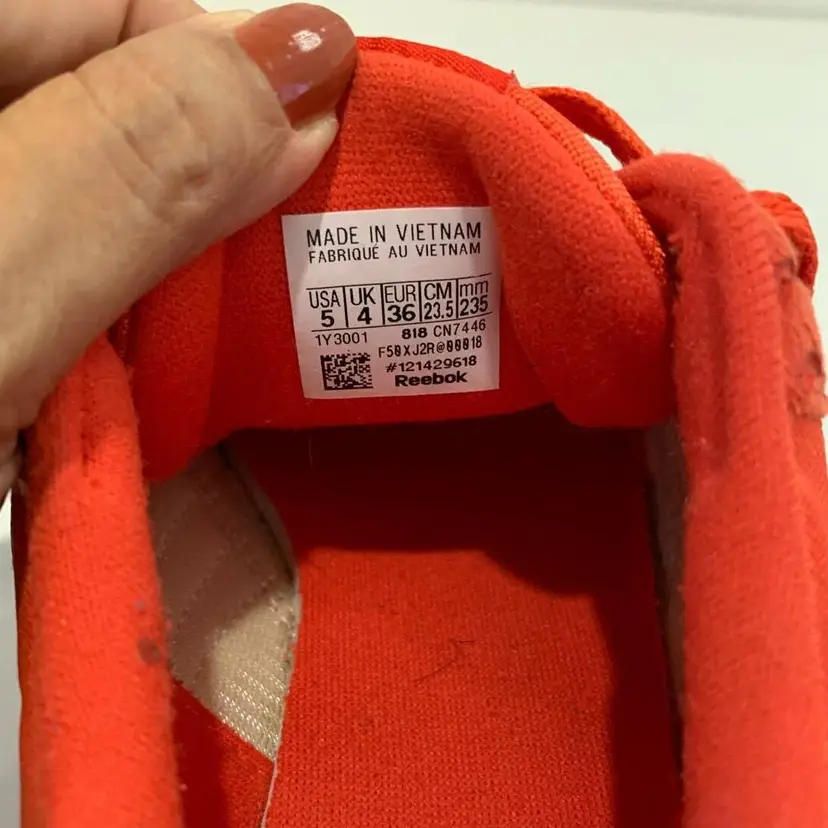 MADE IN VIETNAM
FABRIQUÉ AU VIETNAM
USA UK EUR CM mm
5 4 36 23.5 235
1Y3001 818 CN7446
F50XJ2R@00018
#121429618
Reebok